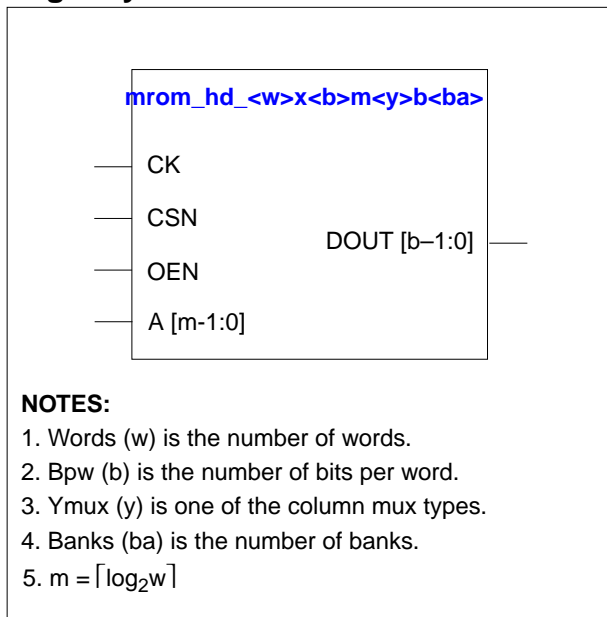 mrom_hd_<w>x<b>m<y>b<ba>
CK
CSN
OEN
A [m-1:0]
DOUT [b–1:0]
NOTES:
1. Words (w) is the number of words.
2. Bpw (b) is the number of bits per word.
3. Ymux (y) is one of the column mux types.
4. Banks (ba) is the number of banks.
5. m = ⌈log₂w⌉